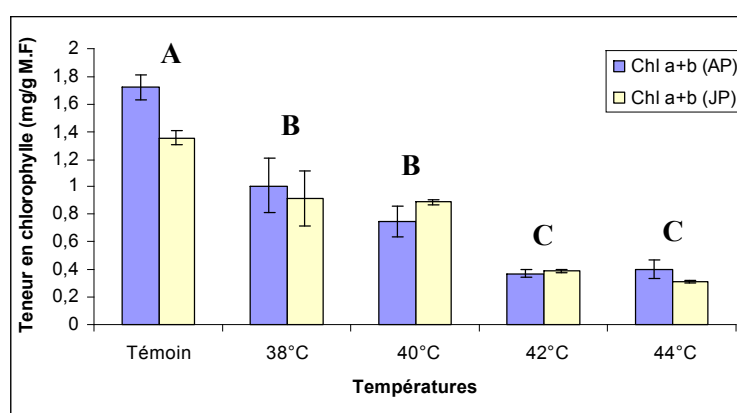 Teneur en chlorophylle (mg/g M.F)
2
1,8
1,6
1,4
1,2
1
0,8
0,6
0,4
0,2
0
A
B
B
C
C
Chl a+b (AP)
Chl a+b (JP)
Témoin 38°C 40°C 42°C 44°C
Températures